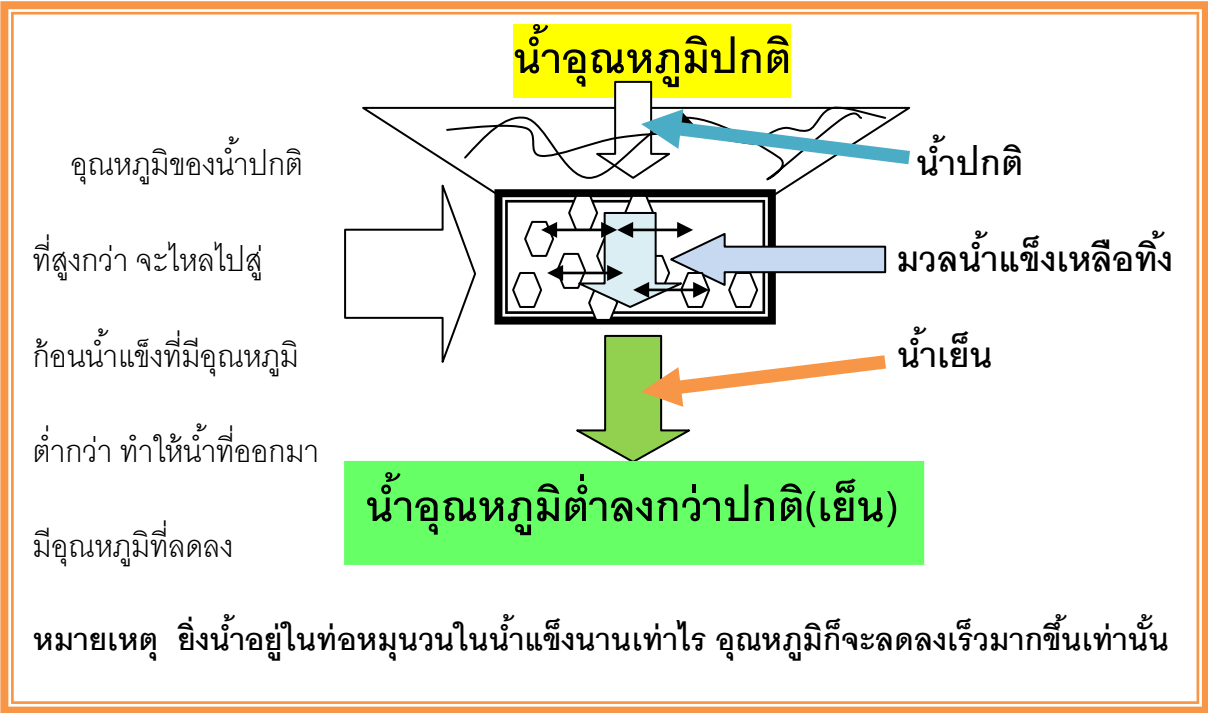 น้ำอุณหภูมิปกติ
อุณหภูมิของน้ำปกติ
ที่สูงกว่า จะไหลไปสู่
ก้อนน้ำแข็งที่มีอุณหภูมิ
ต่ำกว่า ทำให้น้ำที่ออกมา
มีอุณหภูมิที่ลดลง
น้ำปกติ
มวลน้ำแข็งเหลือทิ้ง
น้ำเย็น
น้ำอุณหภูมิต่ำลงกว่าปกติ(เย็น)
หมายเหตุ ยิ่งน้ำอยู่ในท่อหมุนวนในน้ำแข็งนานเท่าไร อุณหภูมิก็จะลดลงเร็วมากขึ้นเท่านั้น